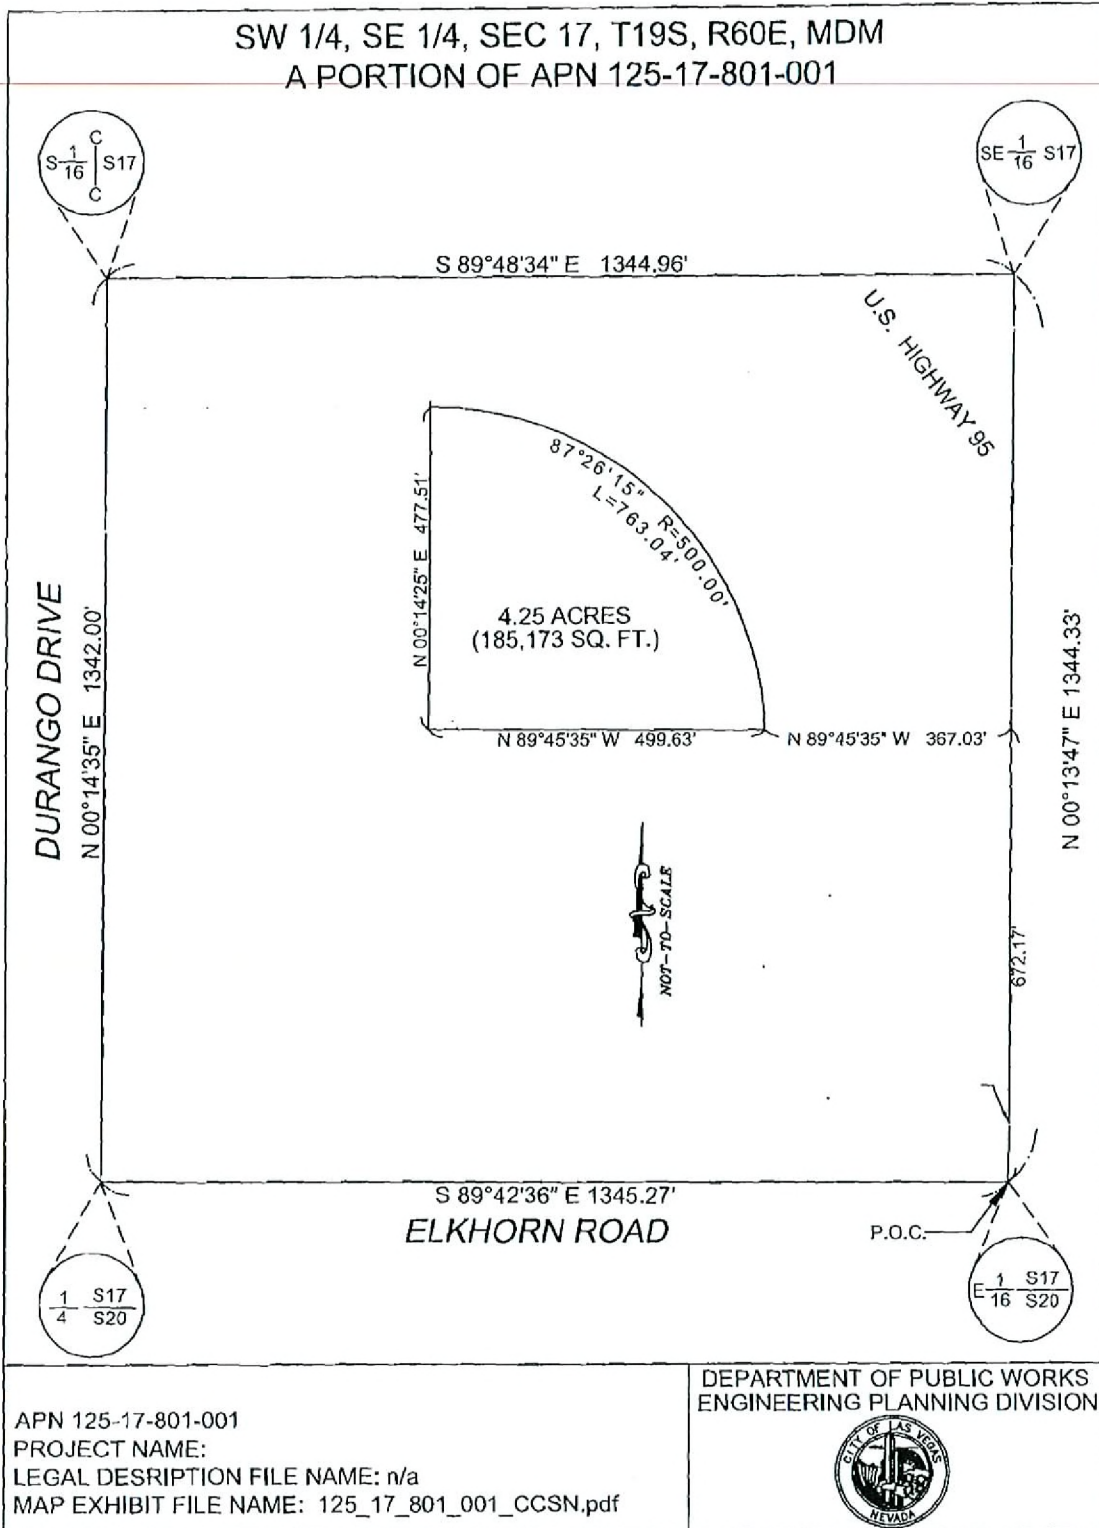 SW 1/4, SE 1/4, SEC 17, T19S, R60E, MDM
A PORTION OF APN 125-17-801-001
C
S 1/16 S17
C
SE 1/16 S17
S 89°48'34" E 1344.96'
U.S. HIGHWAY 95
87°26'15" R=500.00'
L=763.04'
N 00°14'25" E 477.51'
4.25 ACRES
(185,173 SQ. FT.)
N 89°45'35" W 499.63'
N 89°45'35" W 367.03'
DURANGO DRIVE
N 00°14'35" E 1342.00'
N 00°13'47" E 1344.33'
NOT-TO-SCALE
672.17'
S 89°42'36" E 1345.27'
ELKHORN ROAD
P.O.C.
1/4 S17/S20
E 1/16 S17/S20
APN 125-17-801-001
PROJECT NAME:
LEGAL DESRIPTION FILE NAME: n/a
MAP EXHIBIT FILE NAME: 125_17_801_001_CCSN.pdf
DEPARTMENT OF PUBLIC WORKS
ENGINEERING PLANNING DIVISION
CITY OF LAS VEGAS
NEVADA